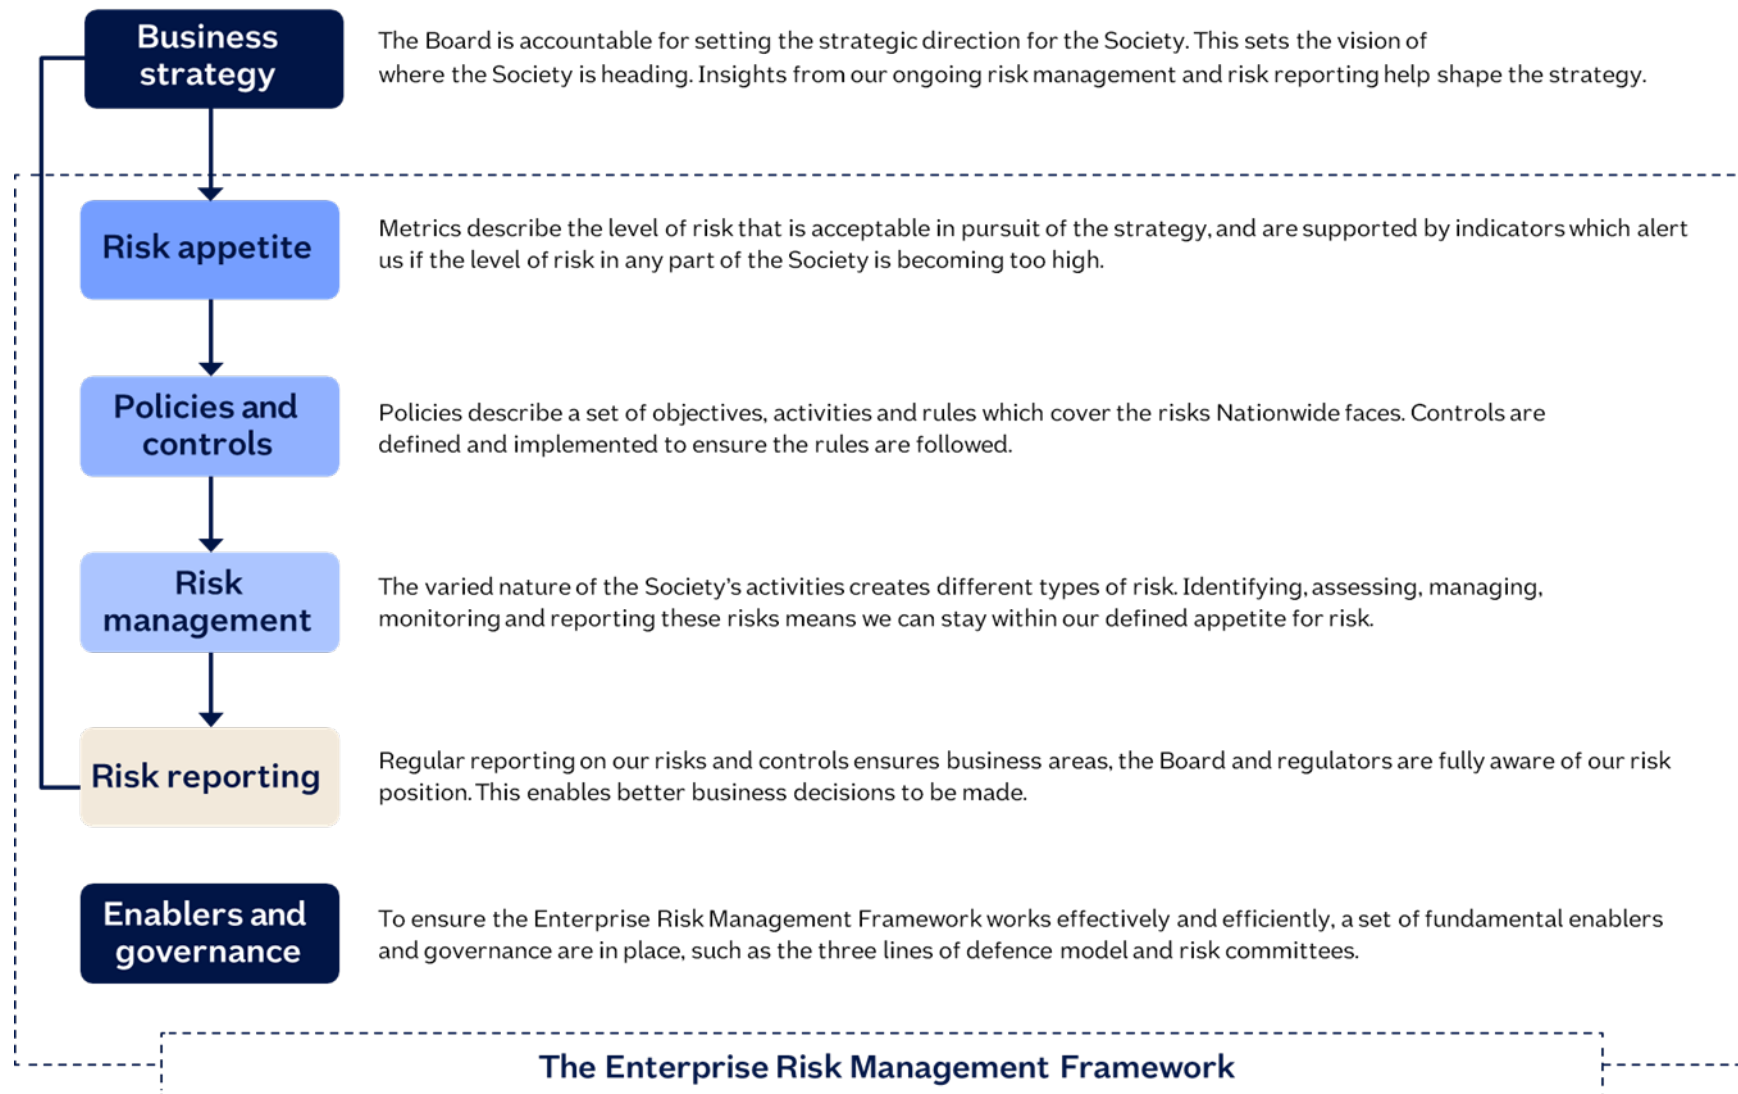 Business
strategy
The Board is accountable for setting the strategic direction for the Society. This sets the vision of
where the Society is heading. Insights from our ongoing risk management and risk reporting help shape the strategy.
Risk appetite
Metrics describe the level of risk that is acceptable in pursuit of the strategy, and are supported by indicators which alert
us if the level of risk in any part of the Society is becoming too high.
Policies and
controls
Policies describe a set of objectives, activities and rules which cover the risks Nationwide faces. Controls are
defined and implemented to ensure the rules are followed.
Risk
management
The varied nature of the Society’s activities creates different types of risk. Identifying, assessing, managing,
monitoring and reporting these risks means we can stay within our defined appetite for risk.
Risk reporting
Regular reporting on our risks and controls ensures business areas, the Board and regulators are fully aware of our risk
position. This enables better business decisions to be made.
Enablers and
governance
To ensure the Enterprise Risk Management Framework works effectively and efficiently, a set of fundamental enablers
and governance are in place, such as the three lines of defence model and risk committees.
The Enterprise Risk Management Framework